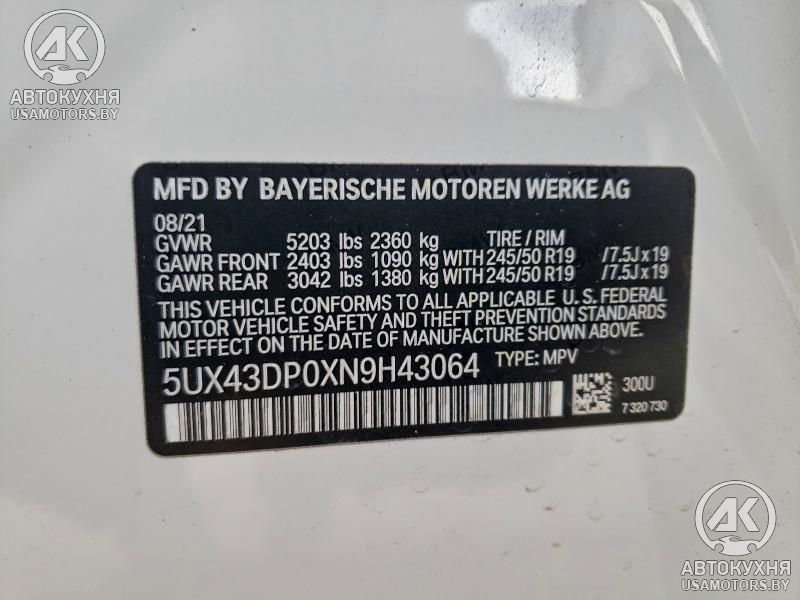 AK
АВТОКУХНЯ
USAMOTORS.BY
MFD BY BAYERISCHE MOTOREN WERKE AG
08/21
GVWR 5203 lbs 2360 kg TIRE / RIM
GAWR FRONT 2403 lbs 1090 kg WITH 245/50 R19 /7.5J x 19
GAWR REAR 3042 lbs 1380 kg WITH 245/50 R19 /7.5J x 19
THIS VEHICLE CONFORMS TO ALL APPLICABLE U. S. FEDERAL
MOTOR VEHICLE SAFETY AND THEFT PREVENTION STANDARDS
IN EFFECT ON THE DATE OF MANUFACTURE SHOWN ABOVE.
5UX43DP0XN9H43064 TYPE: MPV
300U
7 320 730
AK
АВТОКУХНЯ
USAMOTORS.BY